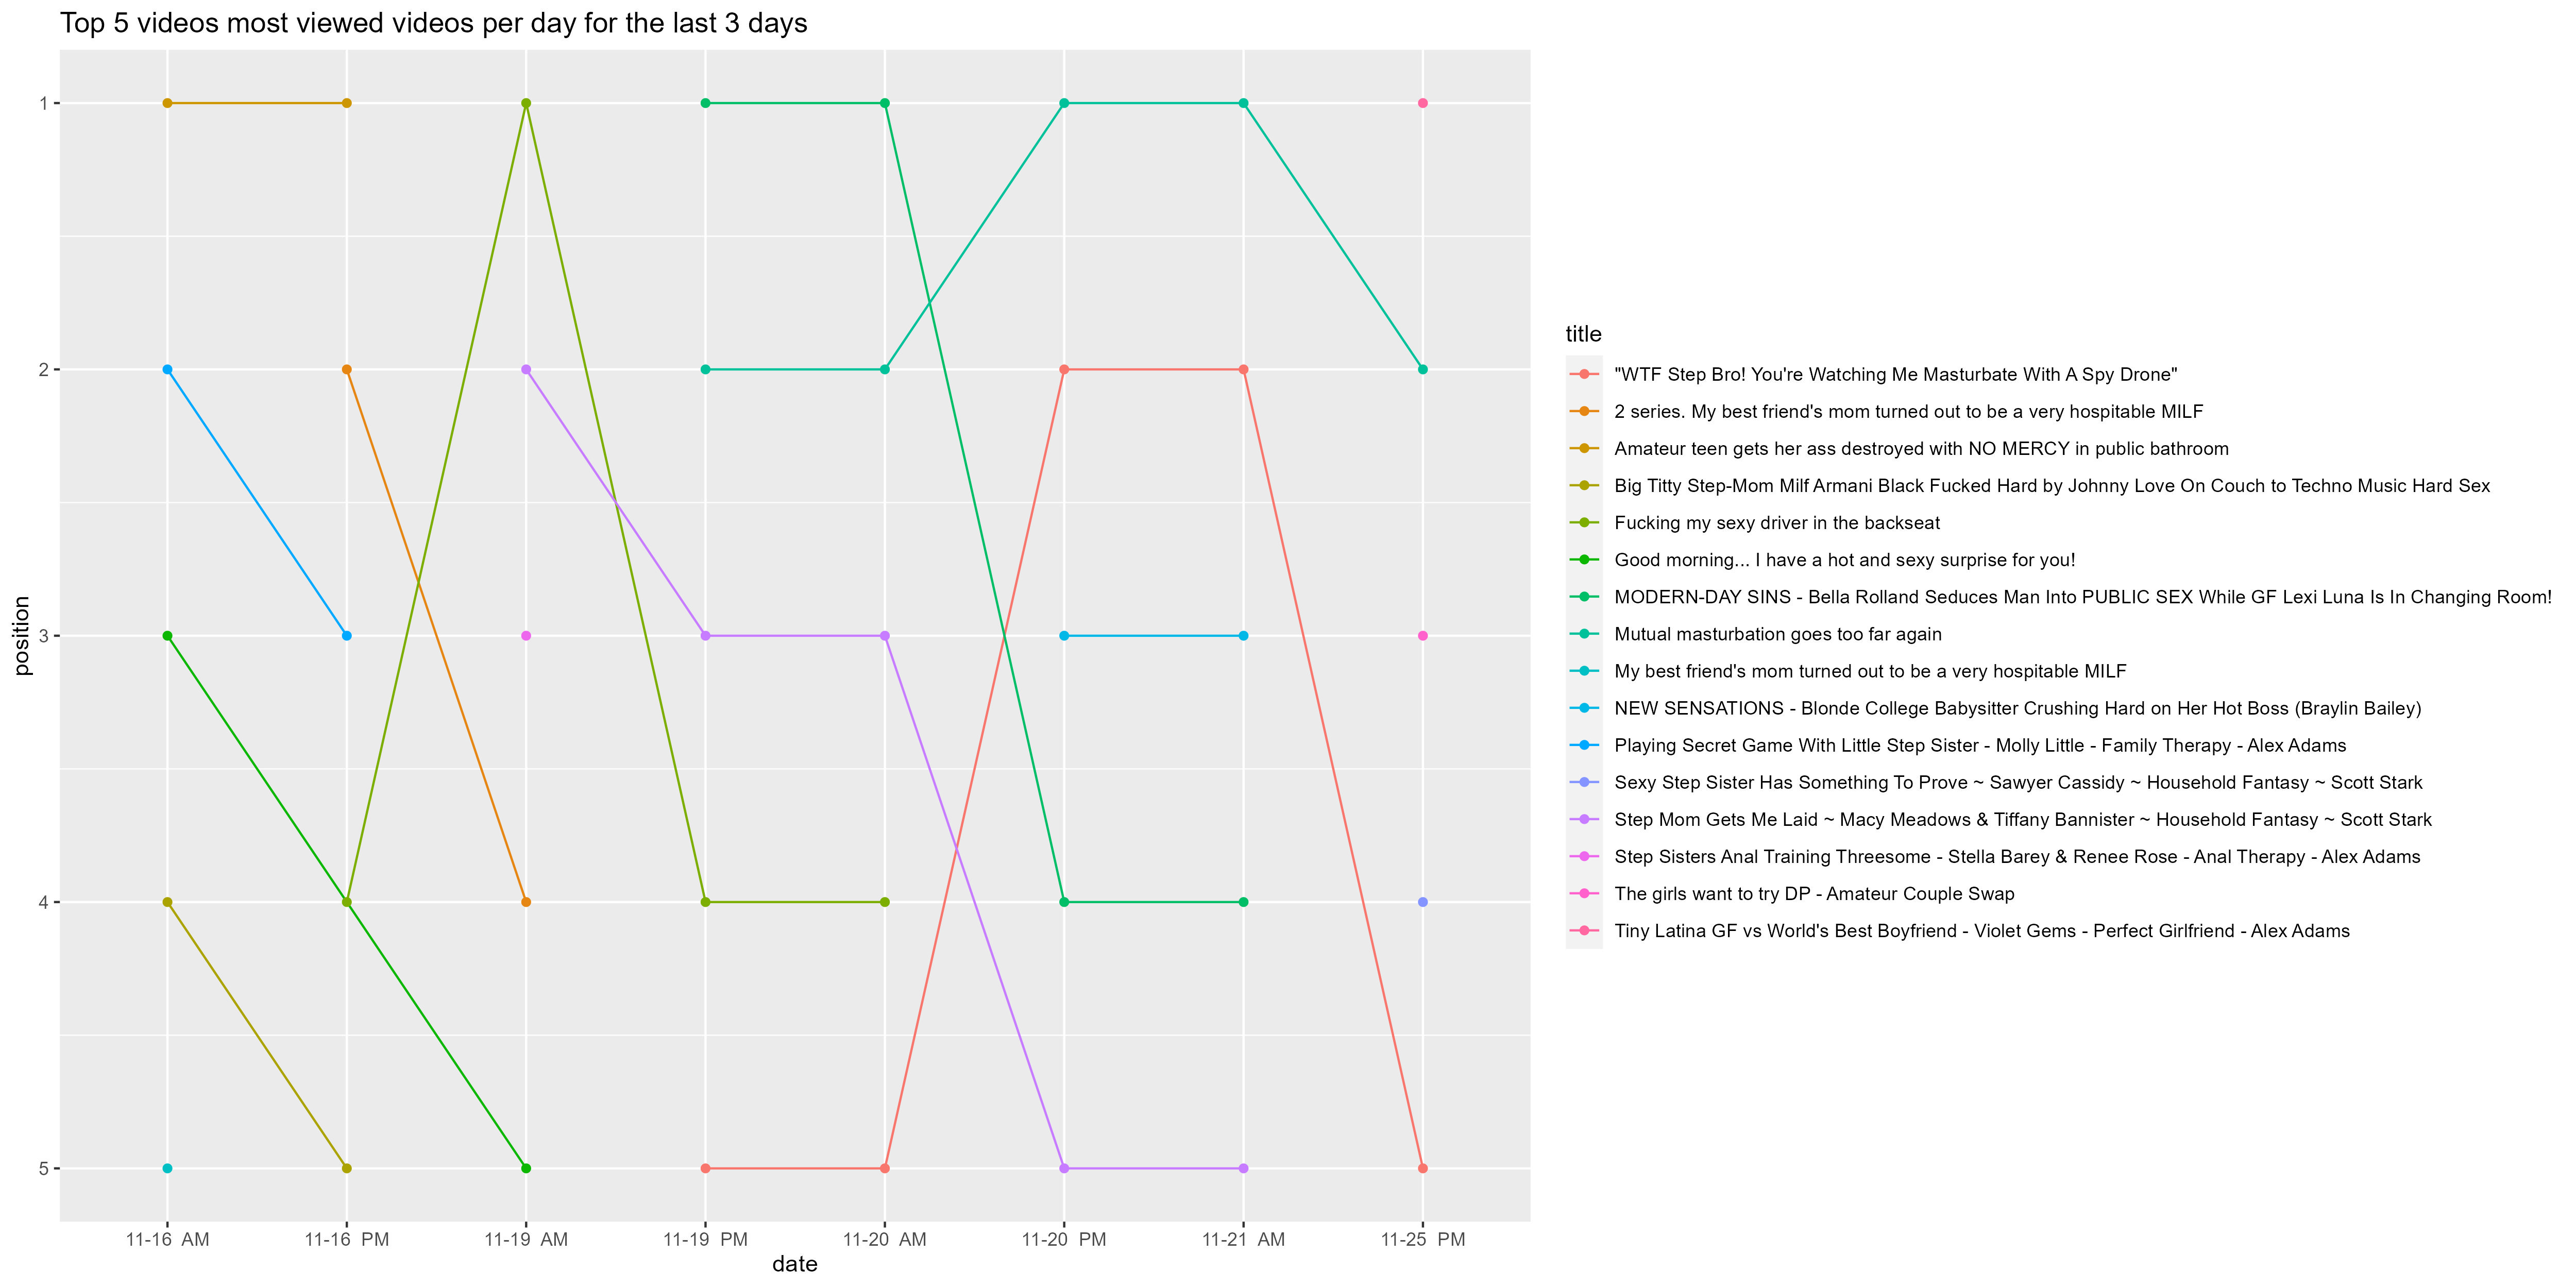 Top 5 videos most viewed videos per day for the last 3 days
position
1
2
3
4
5
11-16 AM
11-16 PM
11-19 AM
11-19 PM
11-20 AM
11-20 PM
11-21 AM
11-25 PM
date
title
"WTF Step Bro! You're Watching Me Masturbate With A Spy Drone"
2 series. My best friend's mom turned out to be a very hospitable MILF
Amateur teen gets her ass destroyed with NO MERCY in public bathroom
Big Titty Step-Mom Milf Armani Black Fucked Hard by Johnny Love On Couch to Techno Music Hard Sex
Fucking my sexy driver in the backseat
Good morning... I have a hot and sexy surprise for you!
MODERN-DAY SINS - Bella Rolland Seduces Man Into PUBLIC SEX While GF Lexi Luna Is In Changing Room!
Mutual masturbation goes too far again
My best friend's mom turned out to be a very hospitable MILF
NEW SENSATIONS - Blonde College Babysitter Crushing Hard on Her Hot Boss (Braylin Bailey)
Playing Secret Game With Little Step Sister - Molly Little - Family Therapy - Alex Adams
Sexy Step Sister Has Something To Prove ~ Sawyer Cassidy ~ Household Fantasy ~ Scott Stark
Step Mom Gets Me Laid ~ Macy Meadows & Tiffany Bannister ~ Household Fantasy ~ Scott Stark
Step Sisters Anal Training Threesome - Stella Barey & Renee Rose - Anal Therapy - Alex Adams
The girls want to try DP - Amateur Couple Swap
Tiny Latina GF vs World's Best Boyfriend - Violet Gems - Perfect Girlfriend - Alex Adams